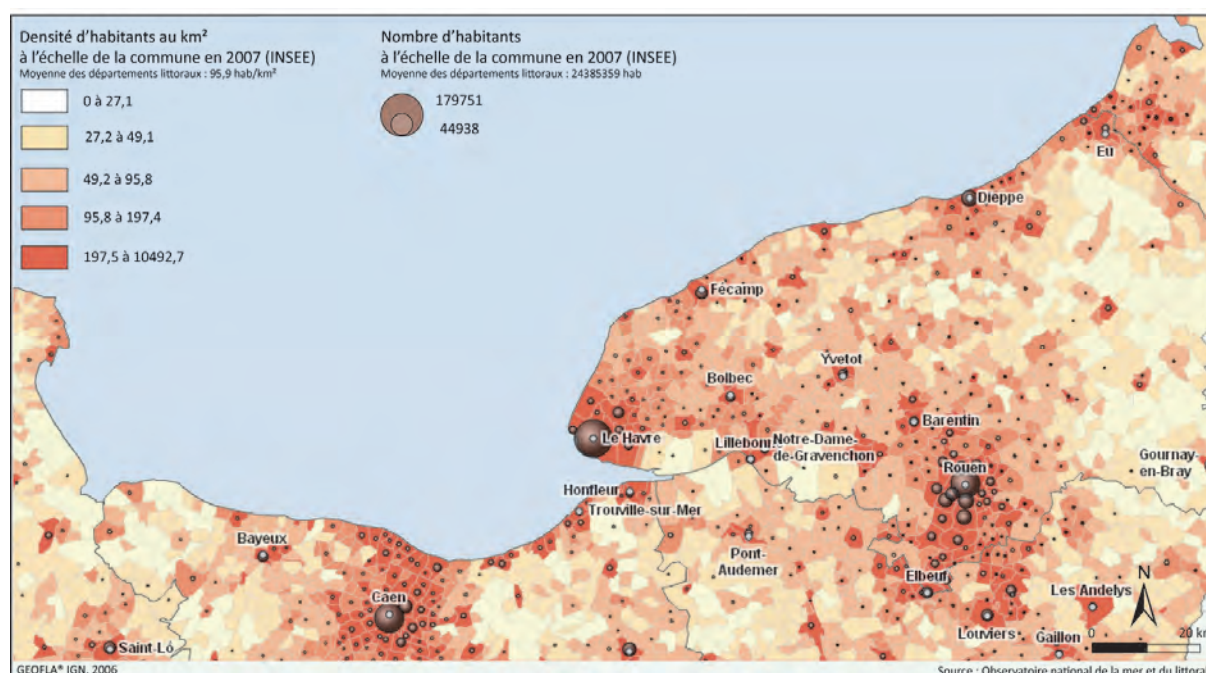 Densité d'habitants au km²
à l'échelle de la commune en 2007 (INSEE)
Moyenne des départements littoraux : 95,9 hab/km²
0 à 27,1
27,2 à 49,1
49,2 à 95,8
95,8 à 197,4
197,5 à 10492,7
Nombre d'habitants
à l'échelle de la commune en 2007 (INSEE)
Moyenne des départements littoraux : 24385359 hab
179751
44938
Eu
Dieppe
Fécamp
Yvetot
Bolbec
Barentin
Le Havre
Lillebonne
Notre-Dame-
de-Gravenchon
Rouen
Gournay-
en-Bray
Honfleur
Trouville-sur-Mer
Bayeux
Pont-
Audemer
Elbeuf
Caen
Les Andelys
N
Saint-Lô
Louviers
Gaillon
0
20 km
GEOFLA® IGN, 2006
Source : Observatoire national de la mer et du littoral